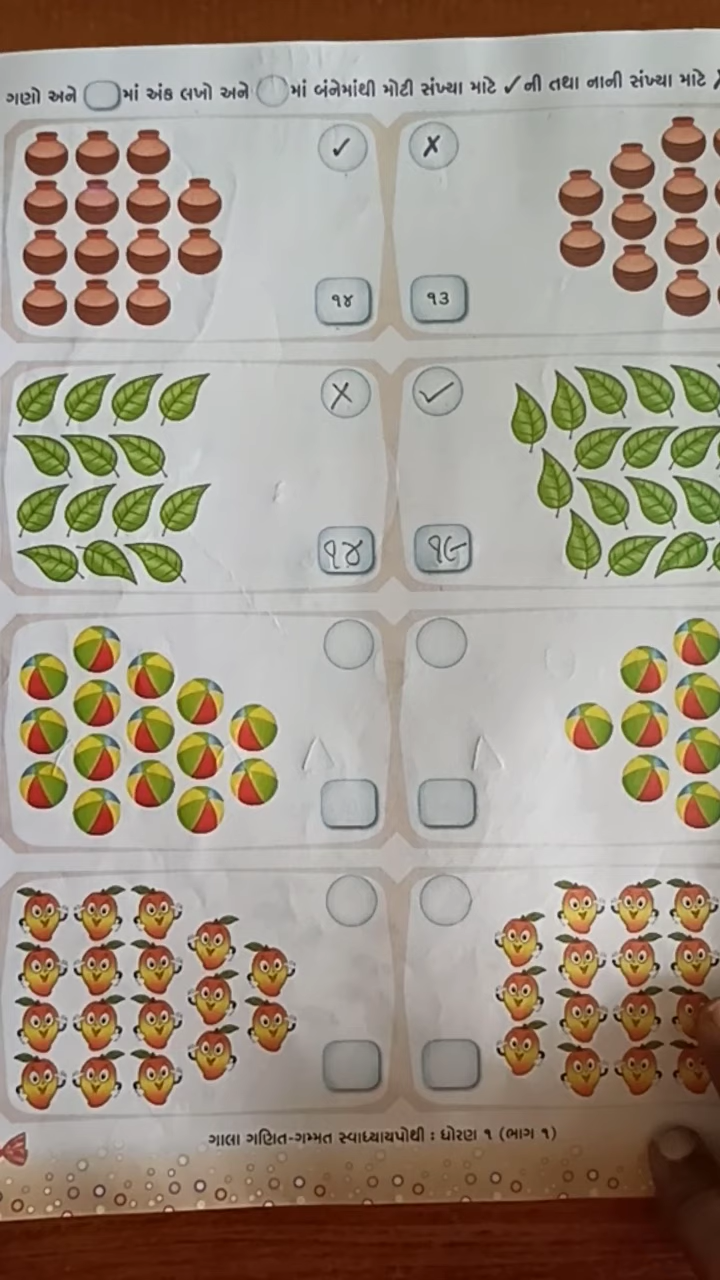 ગણો અને માં અંક લખો અને માં બંનેમાંથી મોટી સંખ્યા માટે ✓ ની તથા નાની સંખ્યા માટે
✓ ✗
૧૪ ૧૩
✗ ✓
૧૪ ૧૯
ગાલા ગણિત-ગમ્મત સ્વાધ્યાયપોથી : ધોરણ ૧ (ભાગ ૧)